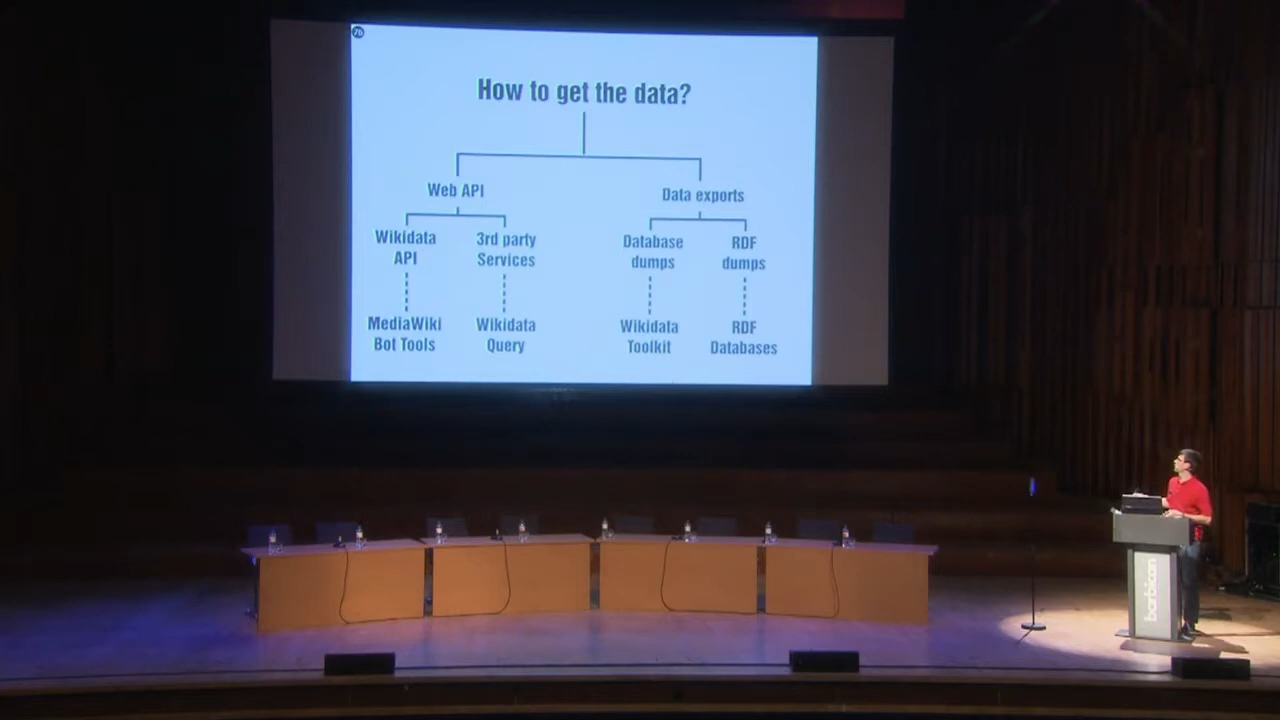 How to get the data?
Web API
Data exports
Wikidata
API
3rd party
Services
Database
dumps
RDF
dumps
MediaWiki
Bot Tools
Wikidata
Query
Wikidata
Toolkit
RDF
Databases
barbican